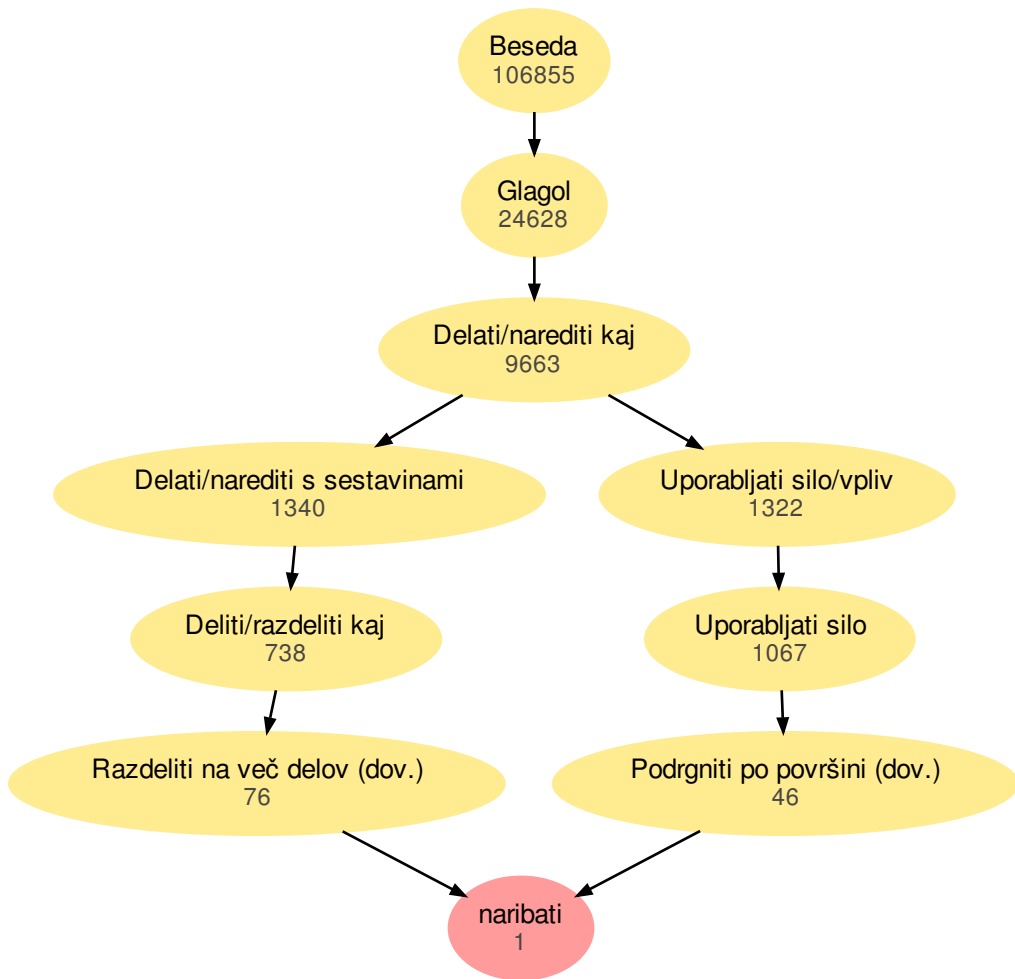 Beseda
106855
Glagol
24628
Delati/narediti kaj
9663
Delati/narediti s sestavinami
1340
Uporabljati silo/vpliv
1322
Deliti/razdeliti kaj
738
Uporabljati silo
1067
Razdeliti na več delov (dov.)
76
Podrgniti po površini (dov.)
46
naribati
1